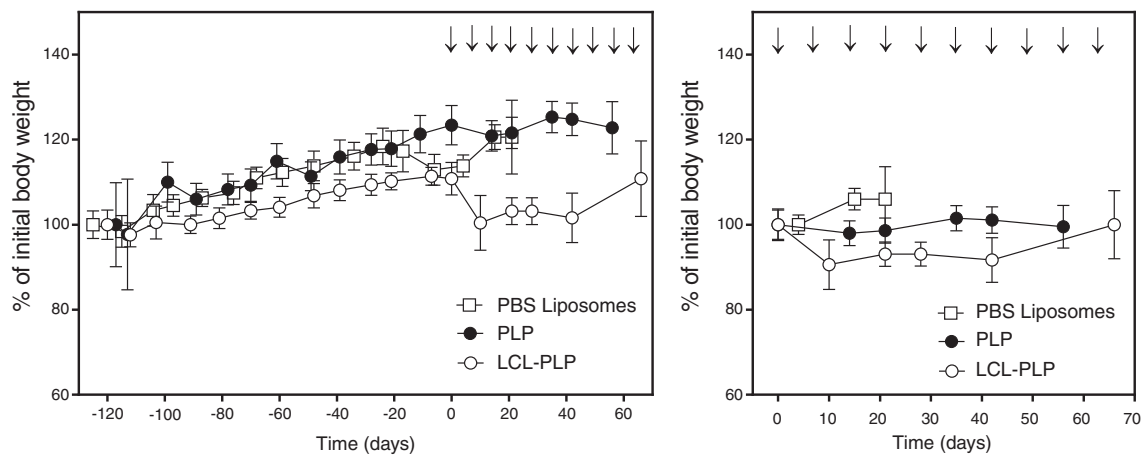 % of initial body weight
140
120
100
80
60
-120 -100 -80 -60 -40 -20 0 20 40 60
Time (days)
PBS Liposomes
PLP
LCL-PLP
% of initial body weight
140
120
100
80
60
0 10 20 30 40 50 60 70
Time (days)
PBS Liposomes
PLP
LCL-PLP